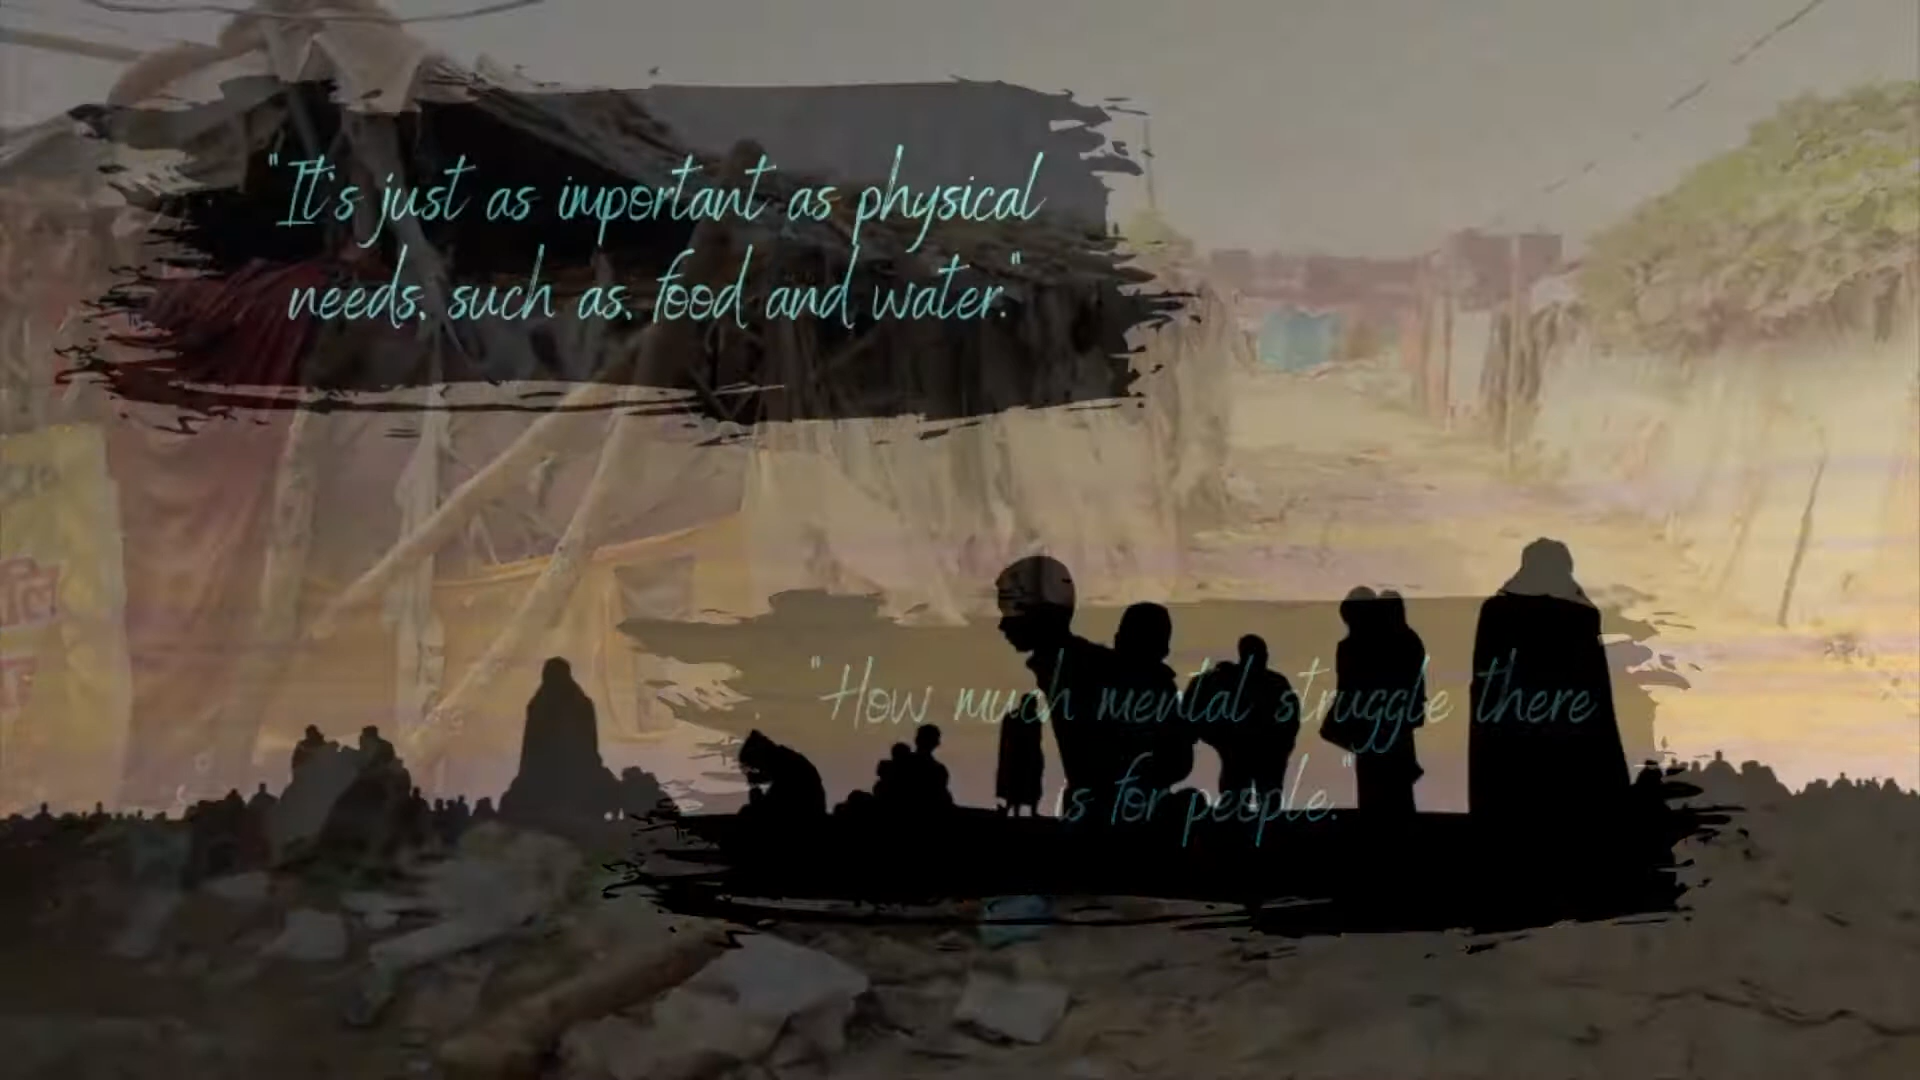 "It's just as important as physical
needs, such as, food and water."
"How much mental struggle there
is for people."